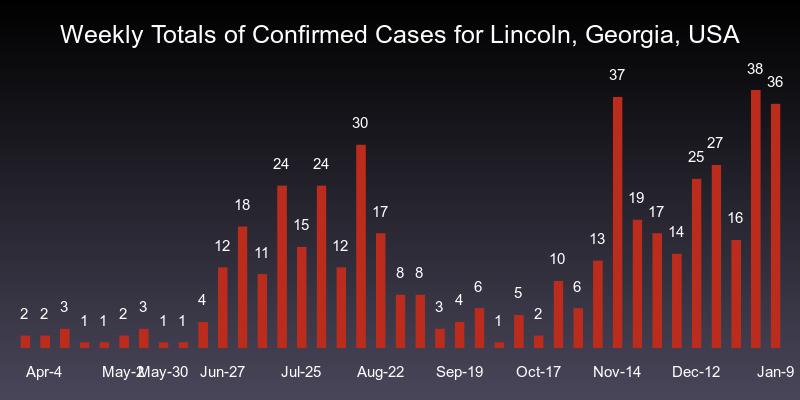 Weekly Totals of Confirmed Cases for Lincoln, Georgia, USA
2 2 3 1 1 2 3 1 1 4 12 18 11 24 15 24 12 30 17 8 8 3 4 6 1 5 2 10 6 13 37 19 17 14 25 27 16 38 36
Apr-4 May-2 May-30 Jun-27 Jul-25 Aug-22 Sep-19 Oct-17 Nov-14 Dec-12 Jan-9